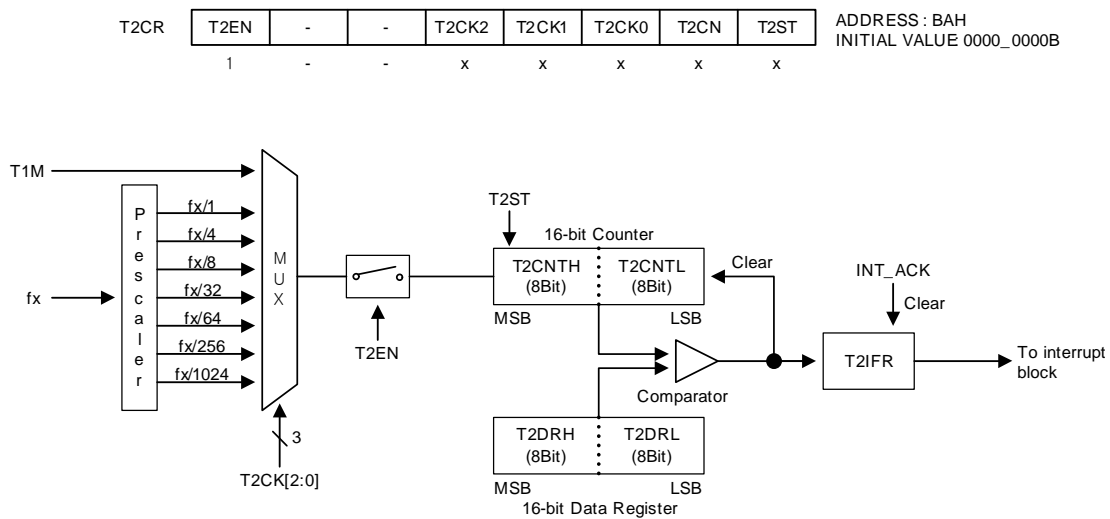 T2CR T2EN - - T2CK2 T2CK1 T2CK0 T2CN T2ST ADDRESS : BAH
INITIAL VALUE: 0000_0000B
1 - - x x x x x
T1M
Prescaler
fx/1
fx/4
fx/8
fx/32
fx/64
fx/256
fx/1024
fx
MUX
3
T2CK[2:0]
T2EN
T2ST
16-bit Counter
T2CNTH
(8Bit)
T2CNTL
(8Bit)
MSB LSB
Clear
Comparator
T2DRH
(8Bit)
T2DRL
(8Bit)
MSB LSB
16-bit Data Register
INT_ACK
Clear
T2IFR
To interrupt
block